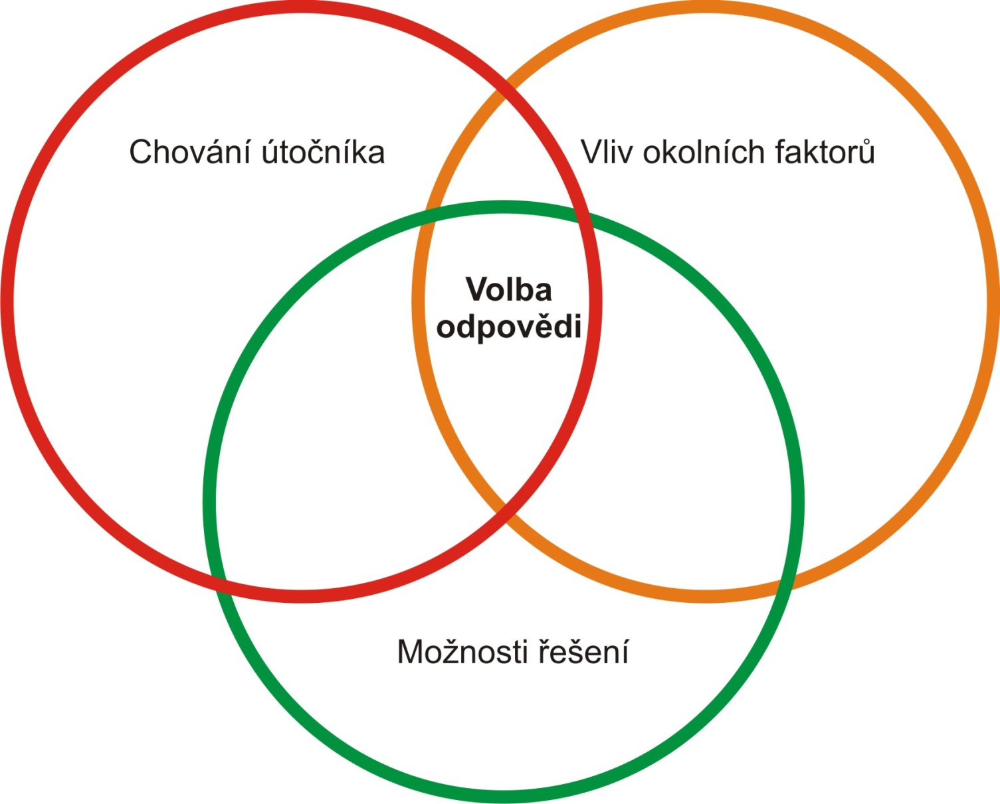 Chování útočníka
Vliv okolních faktorů
Volba
odpovědi
Možnosti řešení